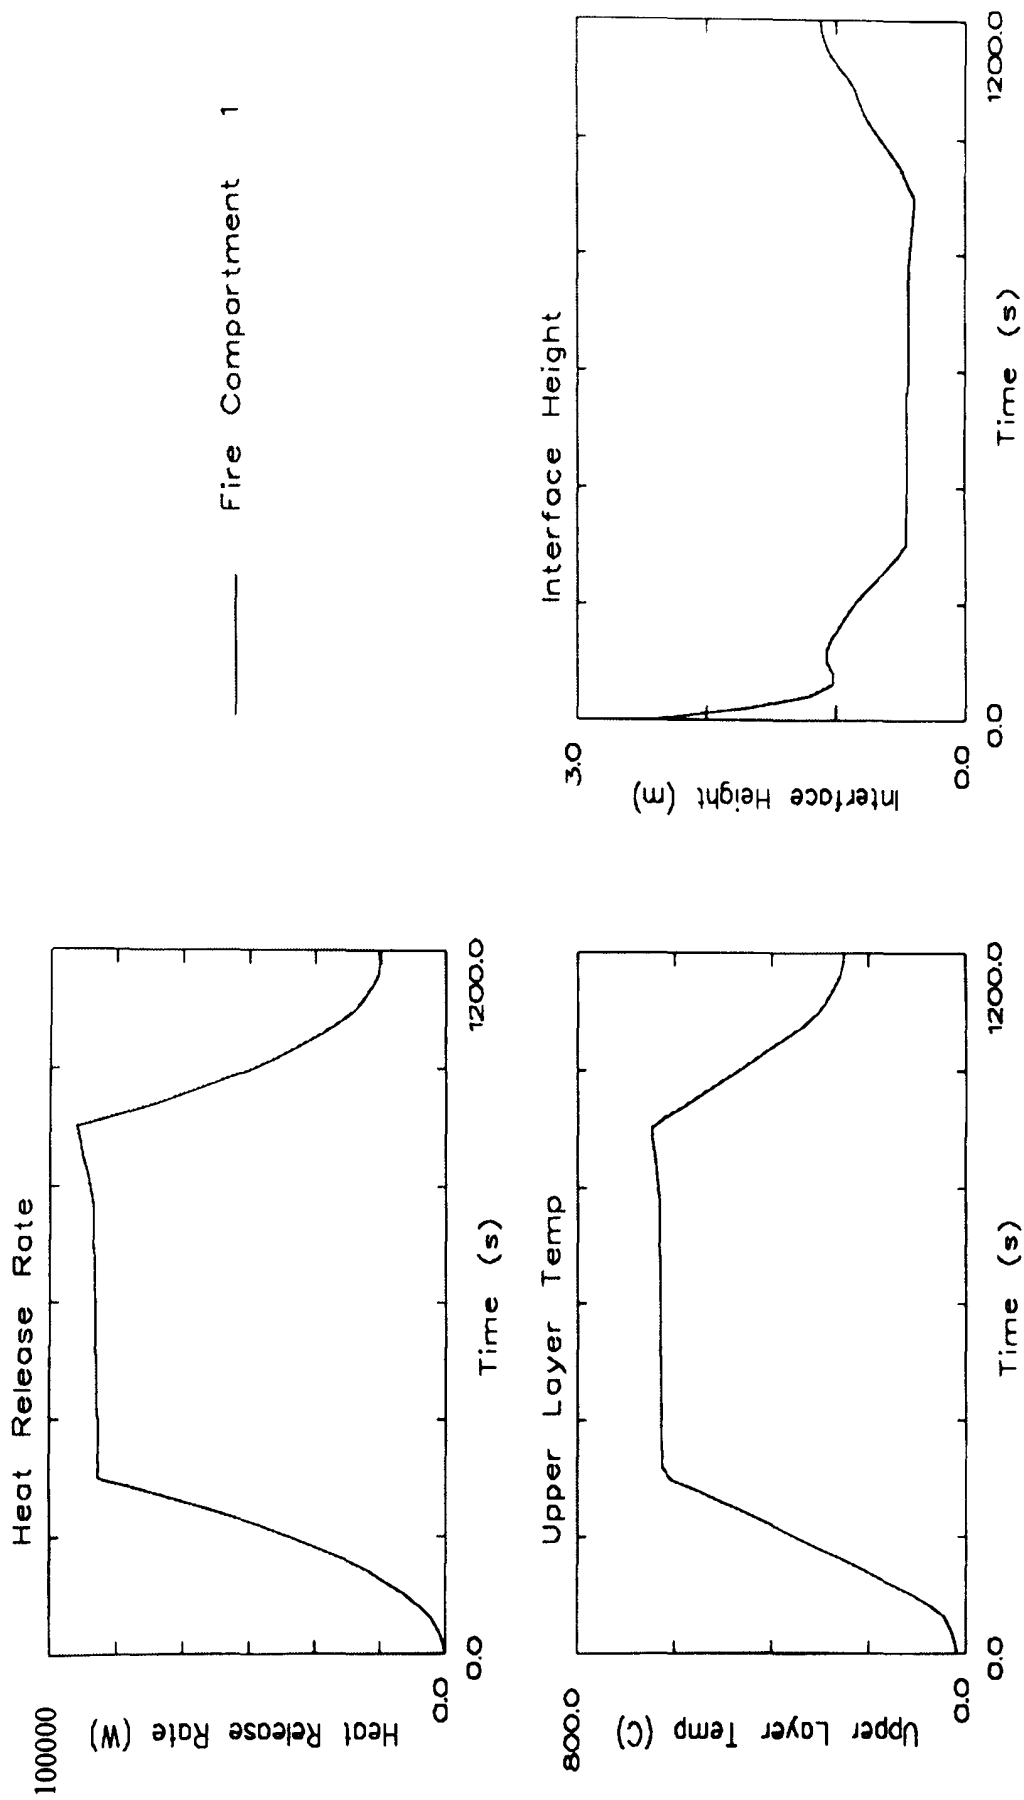 Heat Release Rate
100000
Heat Release Rate (W)
0.0
0.0
1200.0
Time (s)
Fire Compartment 1
Upper Layer Temp
800.0
Upper Layer Temp (C)
0.0
0.0
1200.0
Time (s)
Interface Height
3.0
Interface Height (m)
0.0
0.0
1200.0
Time (s)